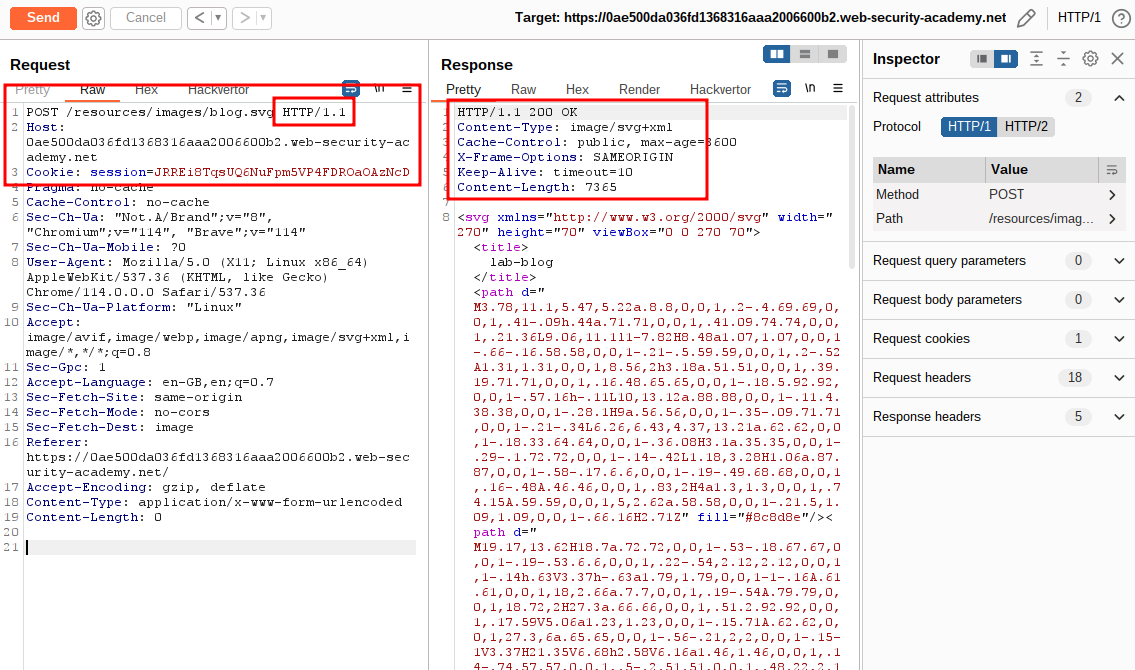 Send
Cancel
Target: https://0ae500da036fd1368316aaa2006600b2.web-security-academy.net
HTTP/1
Request
Pretty Raw Hex Hackvertor
\n
1 POST /resources/images/blog.svg HTTP/1.1
2 Host:
0ae500da036fd1368316aaa2006600b2.web-security-ac
ademy.net
3 Cookie: session=JRREi8TqsUQ6NuFpm5VP4FDROaOAzNcD
4 Pragma: no-cache
5 Cache-Control: no-cache
6 Sec-Ch-Ua: "Not.A/Brand";v="8",
"Chromium";v="114", "Brave";v="114"
7 Sec-Ch-Ua-Mobile: ?0
8 User-Agent: Mozilla/5.0 (X11; Linux x86_64)
AppleWebKit/537.36 (KHTML, like Gecko)
Chrome/114.0.0.0 Safari/537.36
9 Sec-Ch-Ua-Platform: "Linux"
10 Accept:
image/avif,image/webp,image/apng,image/svg+xml,i
mage/*,*/*;q=0.8
11 Sec-Gpc: 1
12 Accept-Language: en-GB,en;q=0.7
13 Sec-Fetch-Site: same-origin
14 Sec-Fetch-Mode: no-cors
15 Sec-Fetch-Dest: image
16 Referer:
https://0ae500da036fd1368316aaa2006600b2.web-sec
urity-academy.net/
17 Accept-Encoding: gzip, deflate
18 Content-Type: application/x-www-form-urlencoded
19 Content-Length: 0
20
21
Response
Pretty Raw Hex Render Hackvertor
\n
1 HTTP/1.1 200 OK
2 Content-Type: image/svg+xml
3 Cache-Control: public, max-age=3600
4 X-Frame-Options: SAMEORIGIN
5 Keep-Alive: timeout=10
6 Content-Length: 7365
7
8 <svg xmlns="http://www.w3.org/2000/svg" width="
270" height="70" viewBox="0 0 270 70">
<title>
lab-blog
</title>
<path d="
M3.78,11.1,5.47,5.22a.8.8,0,0,1,.2-.4.69.69,0,
0,1,.41-.09h.44a.71.71,0,0,1,.41.09.74.74,0,0
,1,.21.36L9.06,11.111-7.82H8.48a1.07,1.07,0,0,1
-.66-.16.58.58,0,0,1-.21-.5.59.59,0,0,1,.2-.52
A1.31,1.31,0,0,1,8.56,2h3.18a.51.51,0,0,1,.39.
19.71.71,0,0,1,.16.48.65.65,0,0,1-.18.5.92.92,
0,0,1-.57.16h-.11L10,13.12a.88.88,0,0,1-.11.4.
38.38,0,0,1-.28.1H9a.56.56,0,0,1-.35-.09.71.71
,0,0,1-.21-.34L6.26,6.43,4.37,13.21a.62.62,0,0
,1-.18.33.64.64,0,0,1-.36.08H3.1a.35.35,0,0,1-
.29-.1.72.72,0,0,1-.14-.42L1.18,3.28H1.06a.87.
87,0,0,1-.58-.17.6.6,0,0,1-.19-.49.68.68,0,0,1
,.16-.48A.46.46,0,0,1,.83,2H4a1.3,1.3,0,0,1,.7
4.15A.59.59,0,0,1,5,2.62a.58.58,0,0,1-.21.5,1.
09,1.09,0,0,1-.66.16H2.71Z" fill="#8c8d8e"/><
path d="
M19.17,13.62H18.7a.72.72,0,0,1-.53-.18.67.67,0
,0,1-.19-.53.6.6,0,0,1,.22-.54,2.12,2.12,0,0,1
,1-.14h.63V3.37h-.63a1.79,1.79,0,0,1-1-.16A.61
.61,0,0,1,18,2.66a.7.7,0,0,1,.19-.54A.79.79,0,
0,1,18.72,2H27.3a.66.66,0,0,1,.51.2.92.92,0,0,
1,.17.59V5.06a1.23,1.23,0,0,1-.15.71A.62.62,0,
0,1,27.3,6a.65.65,0,0,1-.56-.21,2,2,0,0,1-.15-
1V3.37H21.35V6.68h2.58V6.16a1.46,1.46,0,0,1,.1
Inspector
Request attributes 2
Protocol HTTP/1 HTTP/2
Name Value
Method POST
Path /resources/imag...
Request query parameters 0
Request body parameters 0
Request cookies 1
Request headers 18
Response headers 5